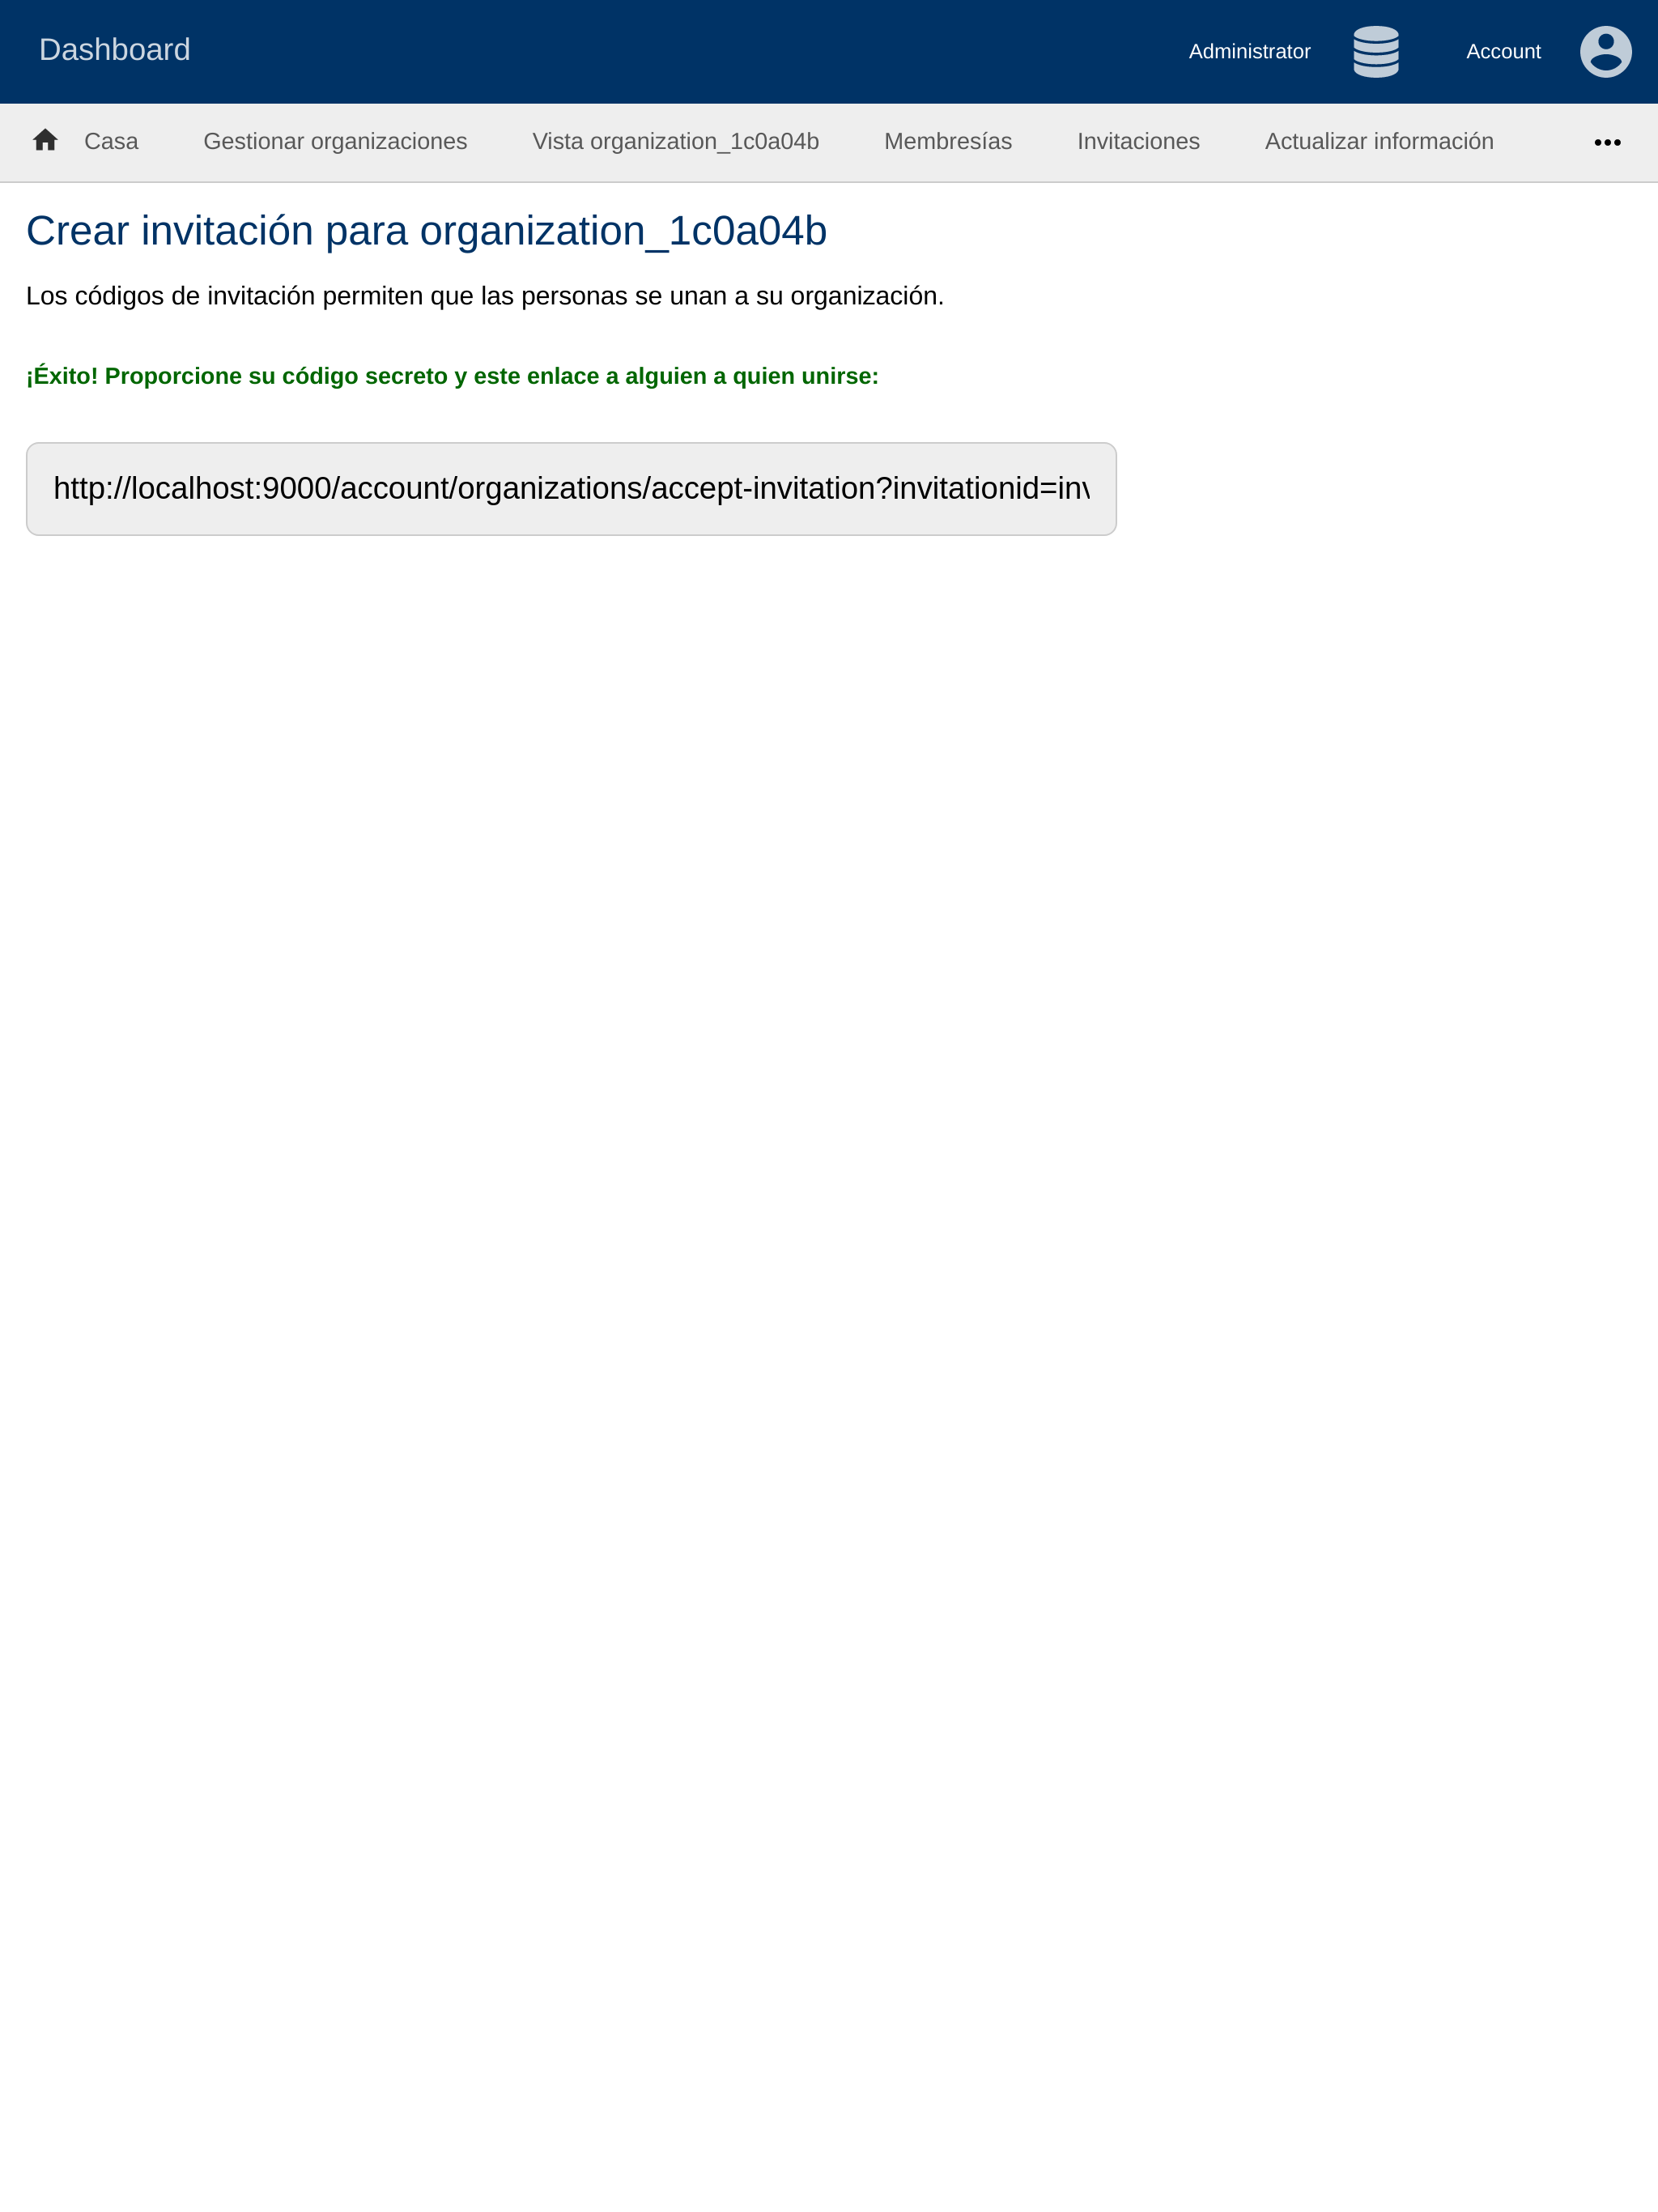 Dashboard
Administrator
Account
Casa
Gestionar organizaciones
Vista organization_1c0a04b
Membresías
Invitaciones
Actualizar información
Crear invitación para organization_1c0a04b
Los códigos de invitación permiten que las personas se unan a su organización.
¡Éxito! Proporcione su código secreto y este enlace a alguien a quien unirse:
http://localhost:9000/account/organizations/accept-invitation?invitationid=inv